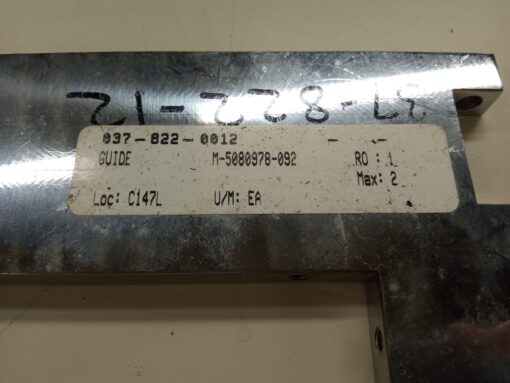 37-822-12
037-822-0012 - -
GUIDE M-5080978-092 RO : 1
Max: 2
Loc: C147L U/M: EA